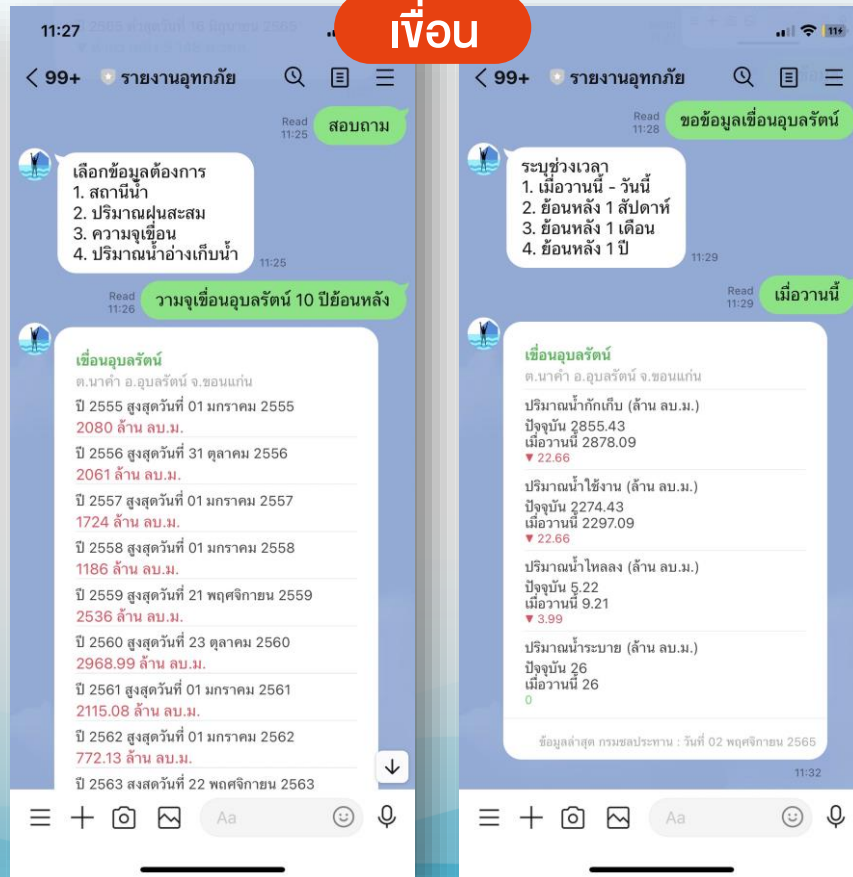 เขื่อน
11:27
99+ รายงานอุทกภัย
Read
11:25
สอบถาม
เลือกข้อมูลต้องการ
1. สถานีน้ำ
2. ปริมาณฝนสะสม
3. ความจุเขื่อน
4. ปริมาณน้ำอ่างเก็บน้ำ
11:25
Read
11:26
วามจุเขื่อนอุบลรัตน์ 10 ปีย้อนหลัง
เขื่อนอุบลรัตน์
ต.นาคำ อ.อุบลรัตน์ จ.ขอนแก่น
ปี 2555 สูงสุดวันที่ 01 มกราคม 2555
2080 ล้าน ลบ.ม.
ปี 2556 สูงสุดวันที่ 31 ตุลาคม 2556
2061 ล้าน ลบ.ม.
ปี 2557 สูงสุดวันที่ 01 มกราคม 2557
1724 ล้าน ลบ.ม.
ปี 2558 สูงสุดวันที่ 01 มกราคม 2558
1186 ล้าน ลบ.ม.
ปี 2559 สูงสุดวันที่ 21 พฤศจิกายน 2559
2536 ล้าน ลบ.ม.
ปี 2560 สูงสุดวันที่ 23 ตุลาคม 2560
2968.99 ล้าน ลบ.ม.
ปี 2561 สูงสุดวันที่ 01 มกราคม 2561
2115.08 ล้าน ลบ.ม.
ปี 2562 สูงสุดวันที่ 01 มกราคม 2562
772.13 ล้าน ลบ.ม.
ปี 2563 สูงสุดวันที่ 22 พฤศจิกายน 2563
Aa
11
99+ รายงานอุทกภัย
Read
11:28
ขอข้อมูลเขื่อนอุบลรัตน์
ระบุช่วงเวลา
1. เมื่อวานนี้ - วันนี้
2. ย้อนหลัง 1 สัปดาห์
3. ย้อนหลัง 1 เดือน
4. ย้อนหลัง 1 ปี
11:29
Read
11:29
เมื่อวานนี้
เขื่อนอุบลรัตน์
ต.นาคำ อ.อุบลรัตน์ จ.ขอนแก่น
ปริมาณน้ำกักเก็บ (ล้าน ลบ.ม.)
ปัจจุบัน 2855.43
เมื่อวานนี้ 2878.09
▼ 22.66
ปริมาณน้ำใช้งาน (ล้าน ลบ.ม.)
ปัจจุบัน 2274.43
เมื่อวานนี้ 2297.09
▼ 22.66
ปริมาณน้ำไหลลง (ล้าน ลบ.ม.)
ปัจจุบัน 5.22
เมื่อวานนี้ 9.21
▼ 3.99
ปริมาณน้ำระบาย (ล้าน ลบ.ม.)
ปัจจุบัน 26
เมื่อวานนี้ 26
0
ข้อมูลล่าสุด กรมชลประทาน : วันที่ 02 พฤศจิกายน 2565
11:32
Aa